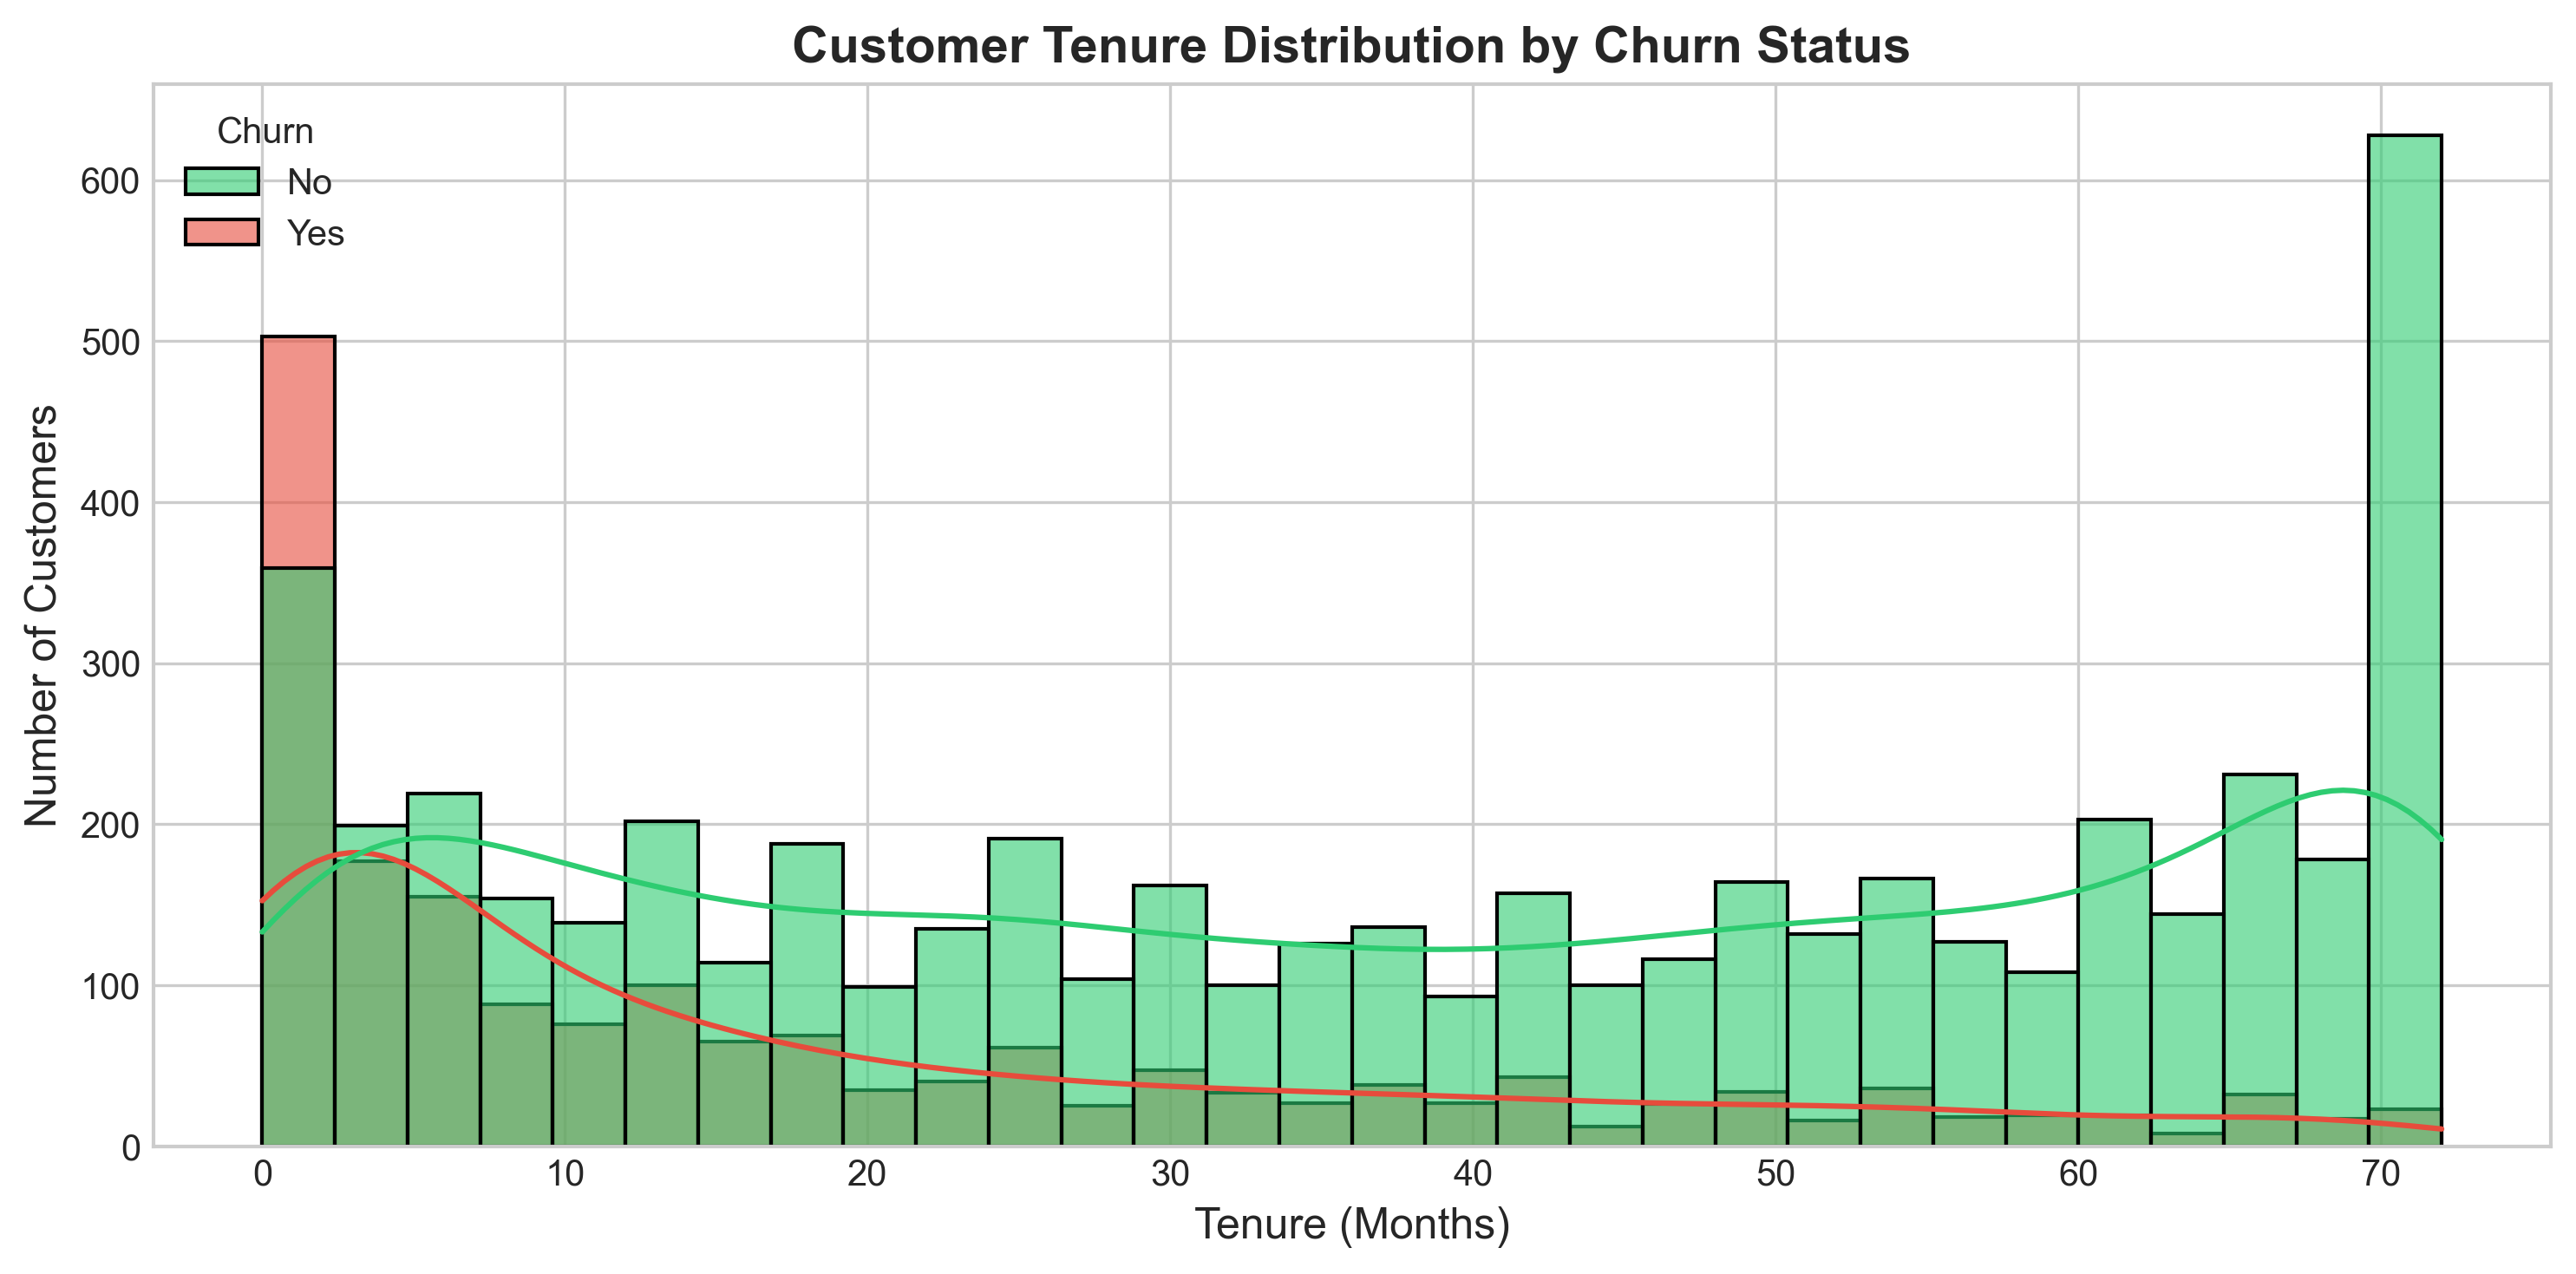 Customer Tenure Distribution by Churn Status
Churn
No
Yes
Number of Customers
600
500
400
300
200
100
0
0 10 20 30 40 50 60 70
Tenure (Months)